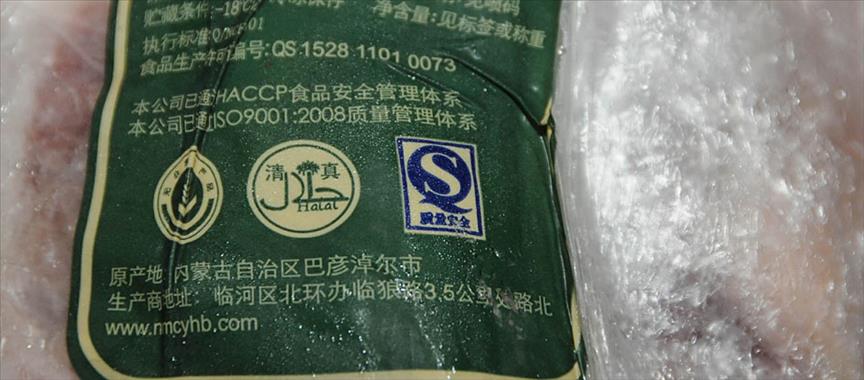 贮藏条件:-18℃
净含量:见标签或称重
执行标准
食品生产许可编号:QS1528 1101 0073
本公司已通HACCP食品安全管理体系
本公司已通ISO9001:2008质量管理体系
清真
حلال
Halal
质量安全
原产地:内蒙古自治区巴彦淖尔市
生产商地址: 临河区北环办临狼路3.5公里处路北
www.nmcyhb.com